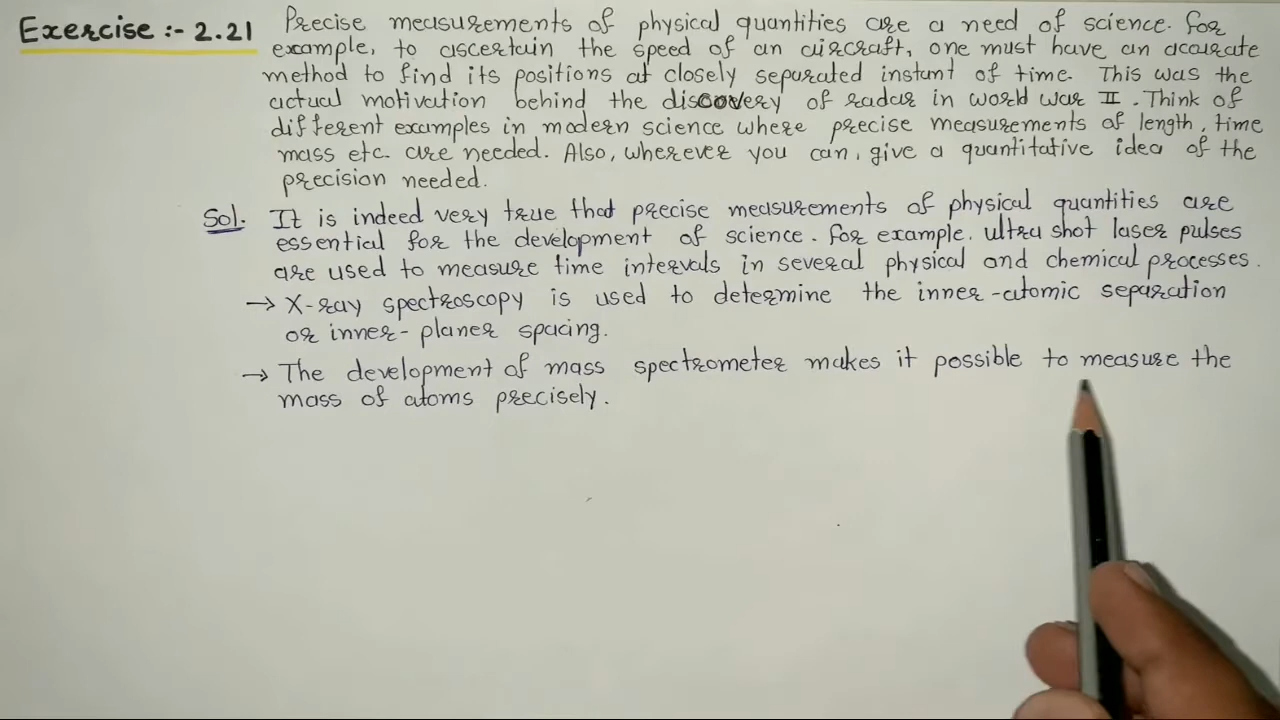 Exercise :- 2.21
Precise measurements of physical quantities are a need of science. For
example, to ascertain the speed of an aircraft, one must have an accurate
method to find its positions at closely separated instant of time. This was the
actual motivation behind the discovery of radar in world war II. Think of
different examples in modern science where precise measurements of length, time
mass etc. are needed. Also, wherever you can, give a quantitative idea of the
precision needed.
Sol. It is indeed very true that precise measurements of physical quantities are
essential for the development of science. For example. ultra shot laser pulses
are used to measure time intervals in several physical and chemical processes.
→ X-ray spectroscopy is used to determine the inner-atomic separation
or inner-planer spacing.
→ The development of mass spectrometer makes it possible to measure the
mass of atoms precisely.